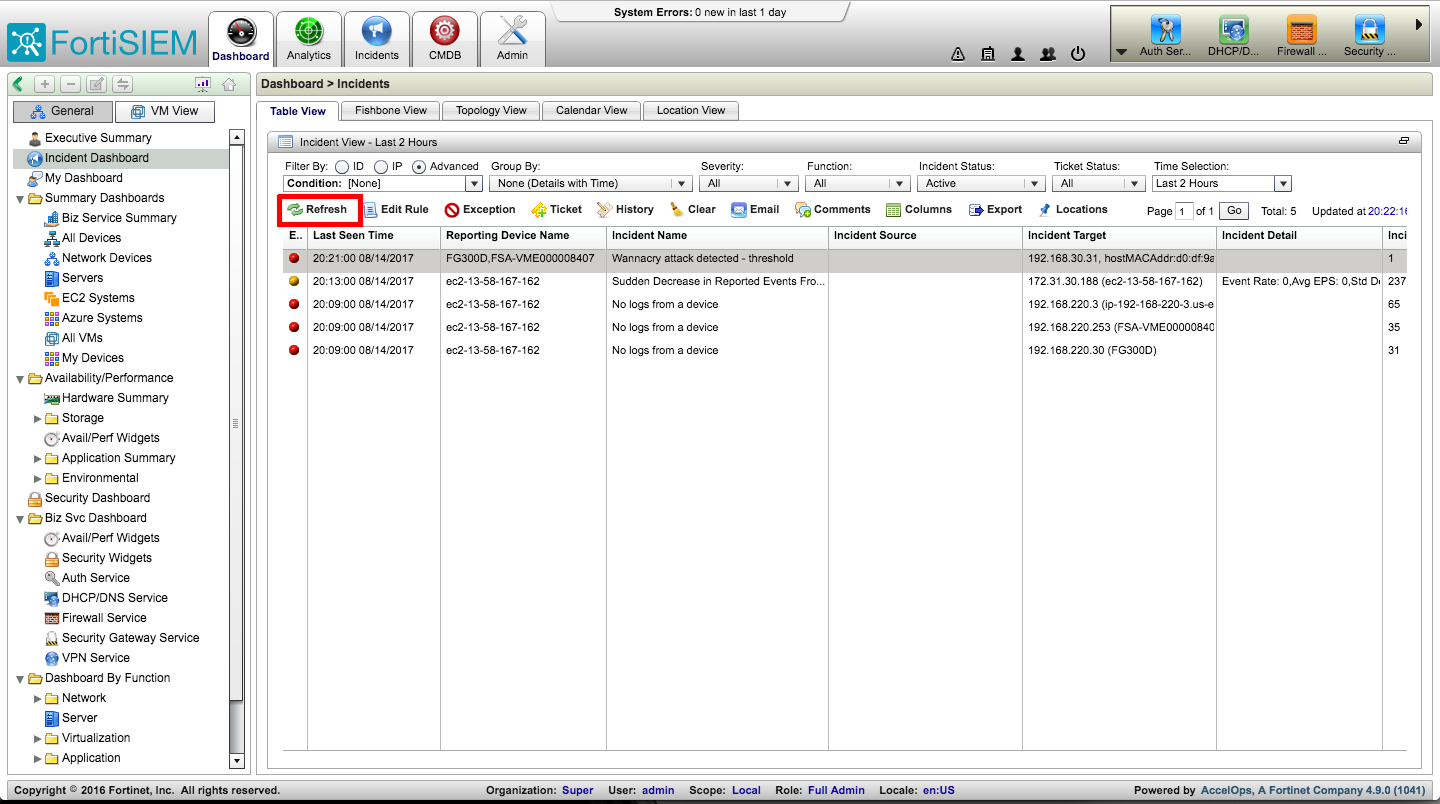 System Errors: 0 new in last 1 day
FortiSIEM
Dashboard Analytics Incidents CMDB Admin
Auth Ser... DHCP/D... Firewall ... Security ...
General VM View
Executive Summary
Incident Dashboard
My Dashboard
Summary Dashboards
Biz Service Summary
All Devices
Network Devices
Servers
EC2 Systems
Azure Systems
All VMs
My Devices
Availability/Performance
Hardware Summary
Storage
Avail/Perf Widgets
Application Summary
Environmental
Security Dashboard
Biz Svc Dashboard
Avail/Perf Widgets
Security Widgets
Auth Service
DHCP/DNS Service
Firewall Service
Security Gateway Service
VPN Service
Dashboard By Function
Network
Server
Virtualization
Application
Dashboard > Incidents
Table View Fishbone View Topology View Calendar View Location View
Incident View - Last 2 Hours
Filter By: ID IP Advanced Group By: Severity: Function: Incident Status: Ticket Status: Time Selection:
Condition: [None] None (Details with Time) All All Active All Last 2 Hours
Refresh Edit Rule Exception Ticket History Clear Email Comments Columns Export Locations Page 1 of 1 Go Total: 5 Updated at 20:22:16
E.. Last Seen Time Reporting Device Name Incident Name Incident Source Incident Target Incident Detail Inci
20:21:00 08/14/2017 FG300D,FSA-VME000008407 Wannacry attack detected - threshold 192.168.30.31, hostMACAddr:d0:df:9a 1
20:13:00 08/14/2017 ec2-13-58-167-162 Sudden Decrease in Reported Events Fro... 172.31.30.188 (ec2-13-58-167-162) Event Rate: 0,Avg EPS: 0,Std De 237
20:09:00 08/14/2017 ec2-13-58-167-162 No logs from a device 192.168.220.3 (ip-192-168-220-3.us-e 65
20:09:00 08/14/2017 ec2-13-58-167-162 No logs from a device 192.168.220.253 (FSA-VME00000840 35
20:09:00 08/14/2017 ec2-13-58-167-162 No logs from a device 192.168.220.30 (FG300D) 31
Copyright © 2016 Fortinet, Inc. All rights reserved. Organization: Super User: admin Scope: Local Role: Full Admin Locale: en:US Powered by AccelOps, A Fortinet Company 4.9.0 (1041)